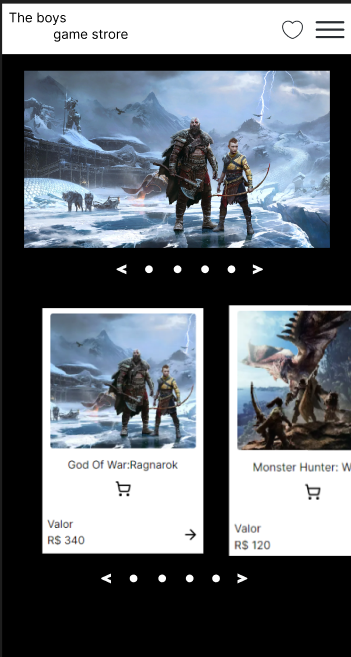 The boys
game strore
God Of War:Ragnarok
Valor
R$ 340
Monster Hunter: W
Valor
R$ 120